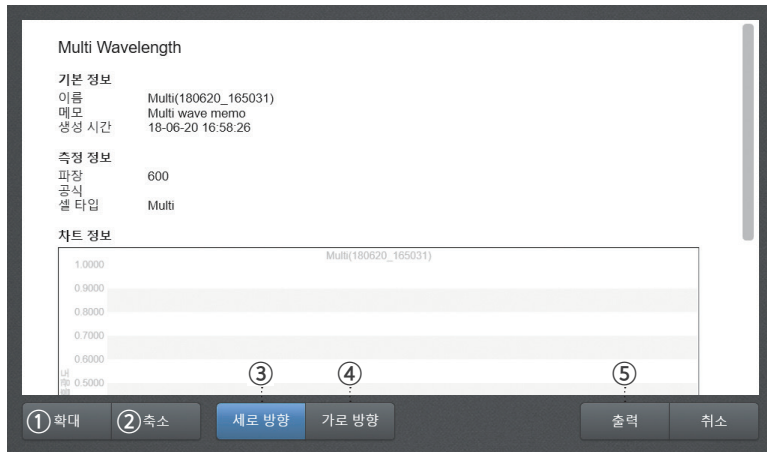 Multi Wavelength
기본 정보
이름 Multi(180620_165031)
메모 Multi wave memo
생성 시간 18-06-20 16:58:26
측정 정보
파장 600
공식
셀 타입 Multi
차트 정보
Multi(180620_165031)
1.0000
0.9000
0.8000
0.7000
0.6000
0.5000
③ ④ ⑤
① 확대 ② 축소 세로 방향 가로 방향 출력 취소